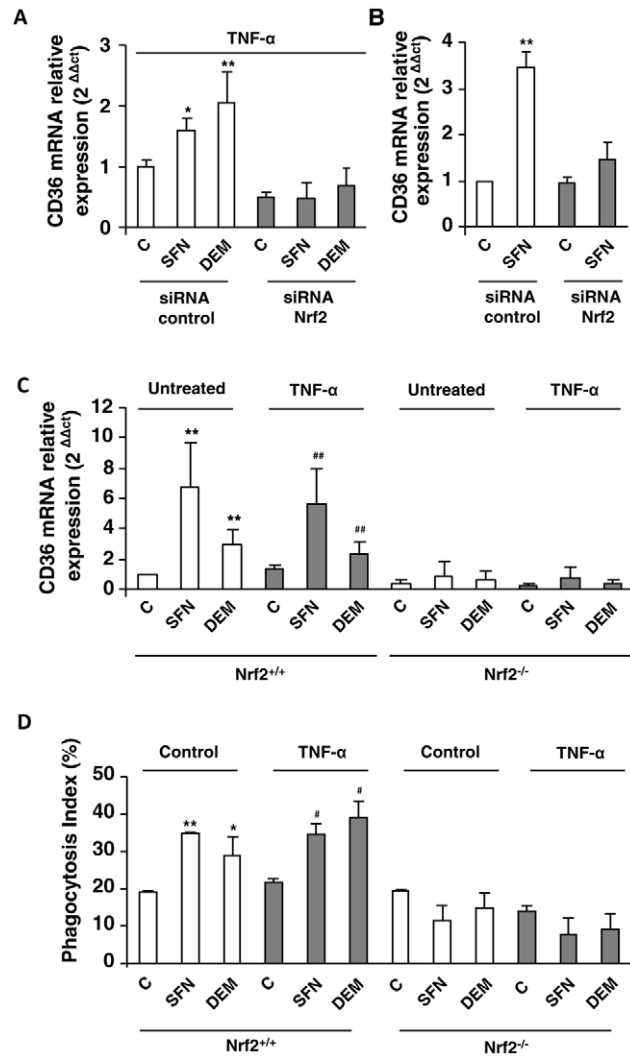 A
TNF-α
CD36 mRNA relative
expression (2 ΔΔct)
3
2
1
0
*
**
C
SFN
DEM
C
SFN
DEM
siRNA
control
siRNA
Nrf2
B
CD36 mRNA relative
expression (2 ΔΔct)
4
3
2
1
0
**
C
SFN
C
SFN
siRNA
control
siRNA
Nrf2
C
Untreated
TNF-α
Untreated
TNF-α
CD36 mRNA relative
expression (2 ΔΔct)
12
10
8
6
4
2
0
**
**
##
##
C
SFN
DEM
C
SFN
DEM
C
SFN
DEM
C
SFN
DEM
Nrf2+/+
Nrf2-/-
D
Control
TNF-α
Control
TNF-α
Phagocytosis Index (%)
50
40
30
20
10
0
**
*
#
#
C
SFN
DEM
C
SFN
DEM
C
SFN
DEM
C
SFN
DEM
Nrf2+/+
Nrf2-/-